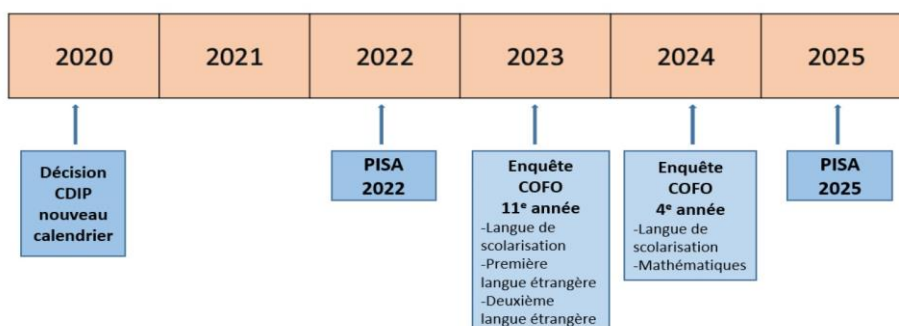 2020 2021 2022 2023 2024 2025
Décision
CDIP
nouveau
calendrier
PISA
2022
Enquête
COFO
11e année
-Langue de
scolarisation
-Première
langue étrangère
-Deuxième
langue étrangère
Enquête
COFO
4e année
-Langue de
scolarisation
-Mathématiques
PISA
2025